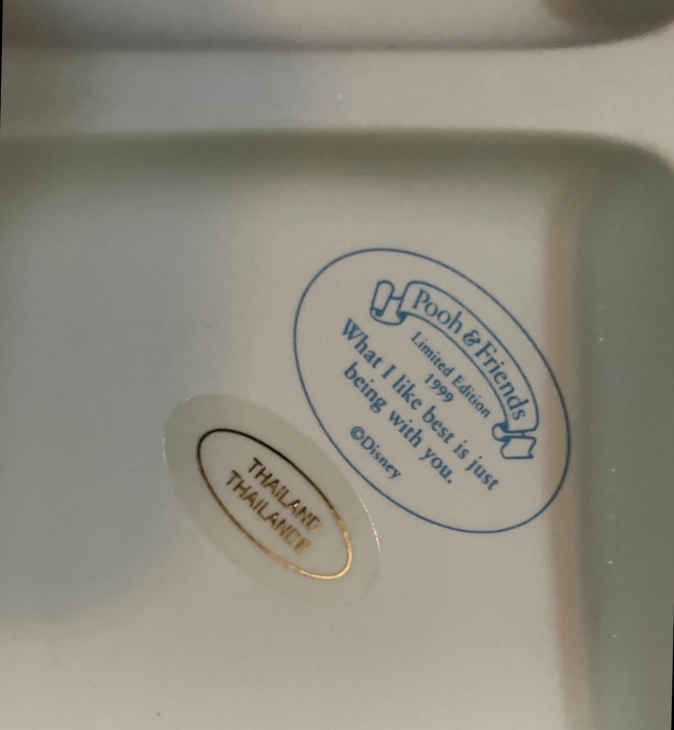 Pooh & Friends
Limited Edition
1999
What I like best is just
being with you.
©Disney
THAILAND
THAILANDE